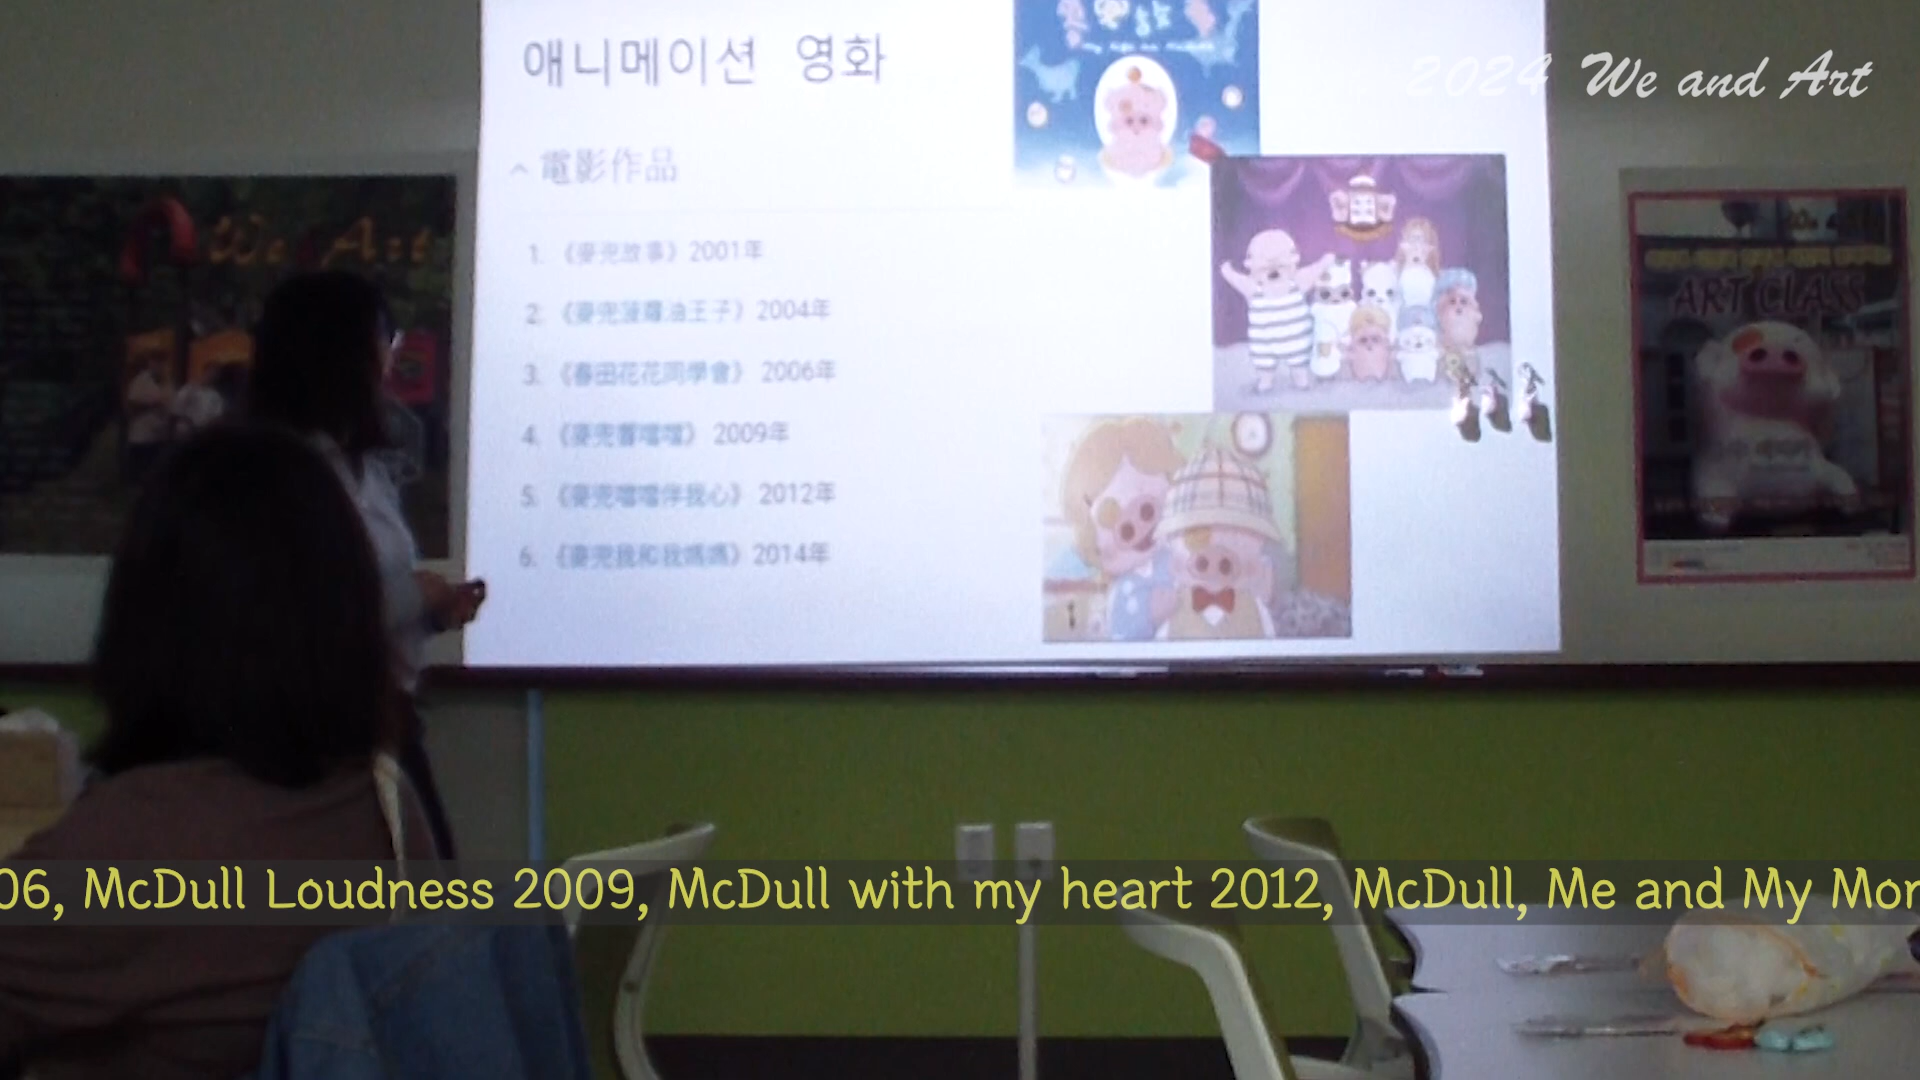 애니메이션 영화
2024 We and Art
^ 電影作品
We Art
1. 《麥兜故事》2001年
ART CLASS
2. 《麥兜菠蘿油王子》2004年
3. 《春田花花同學會》 2006年
4. 《麥兜響噹噹》 2009年
5. 《麥兜噹噹伴我心》 2012年
6. 《麥兜我和我媽媽》2014年
06, McDull Loudness 2009, McDull with my heart 2012, McDull, Me and My Mo